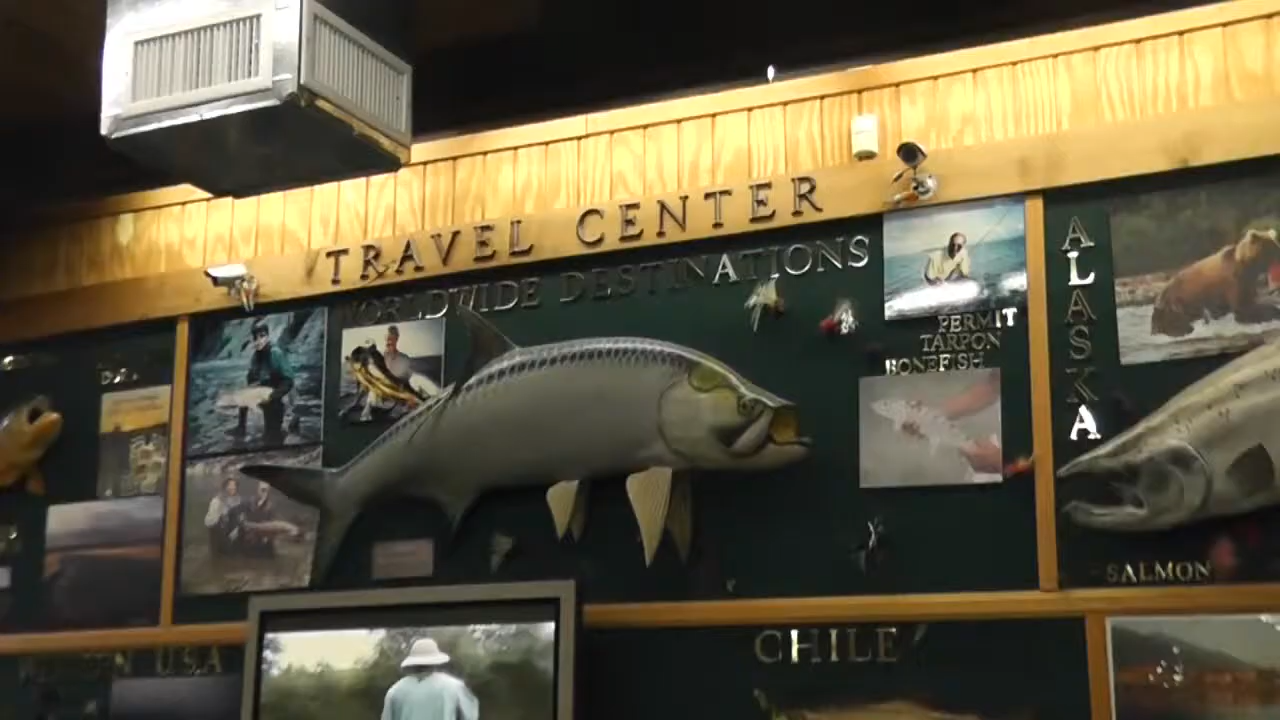 TRAVEL CENTER
WORLDWIDE DESTINATIONS
PERMIT
TARPON
BONEFISH
ALASKA
SALMON
USA
CHILE